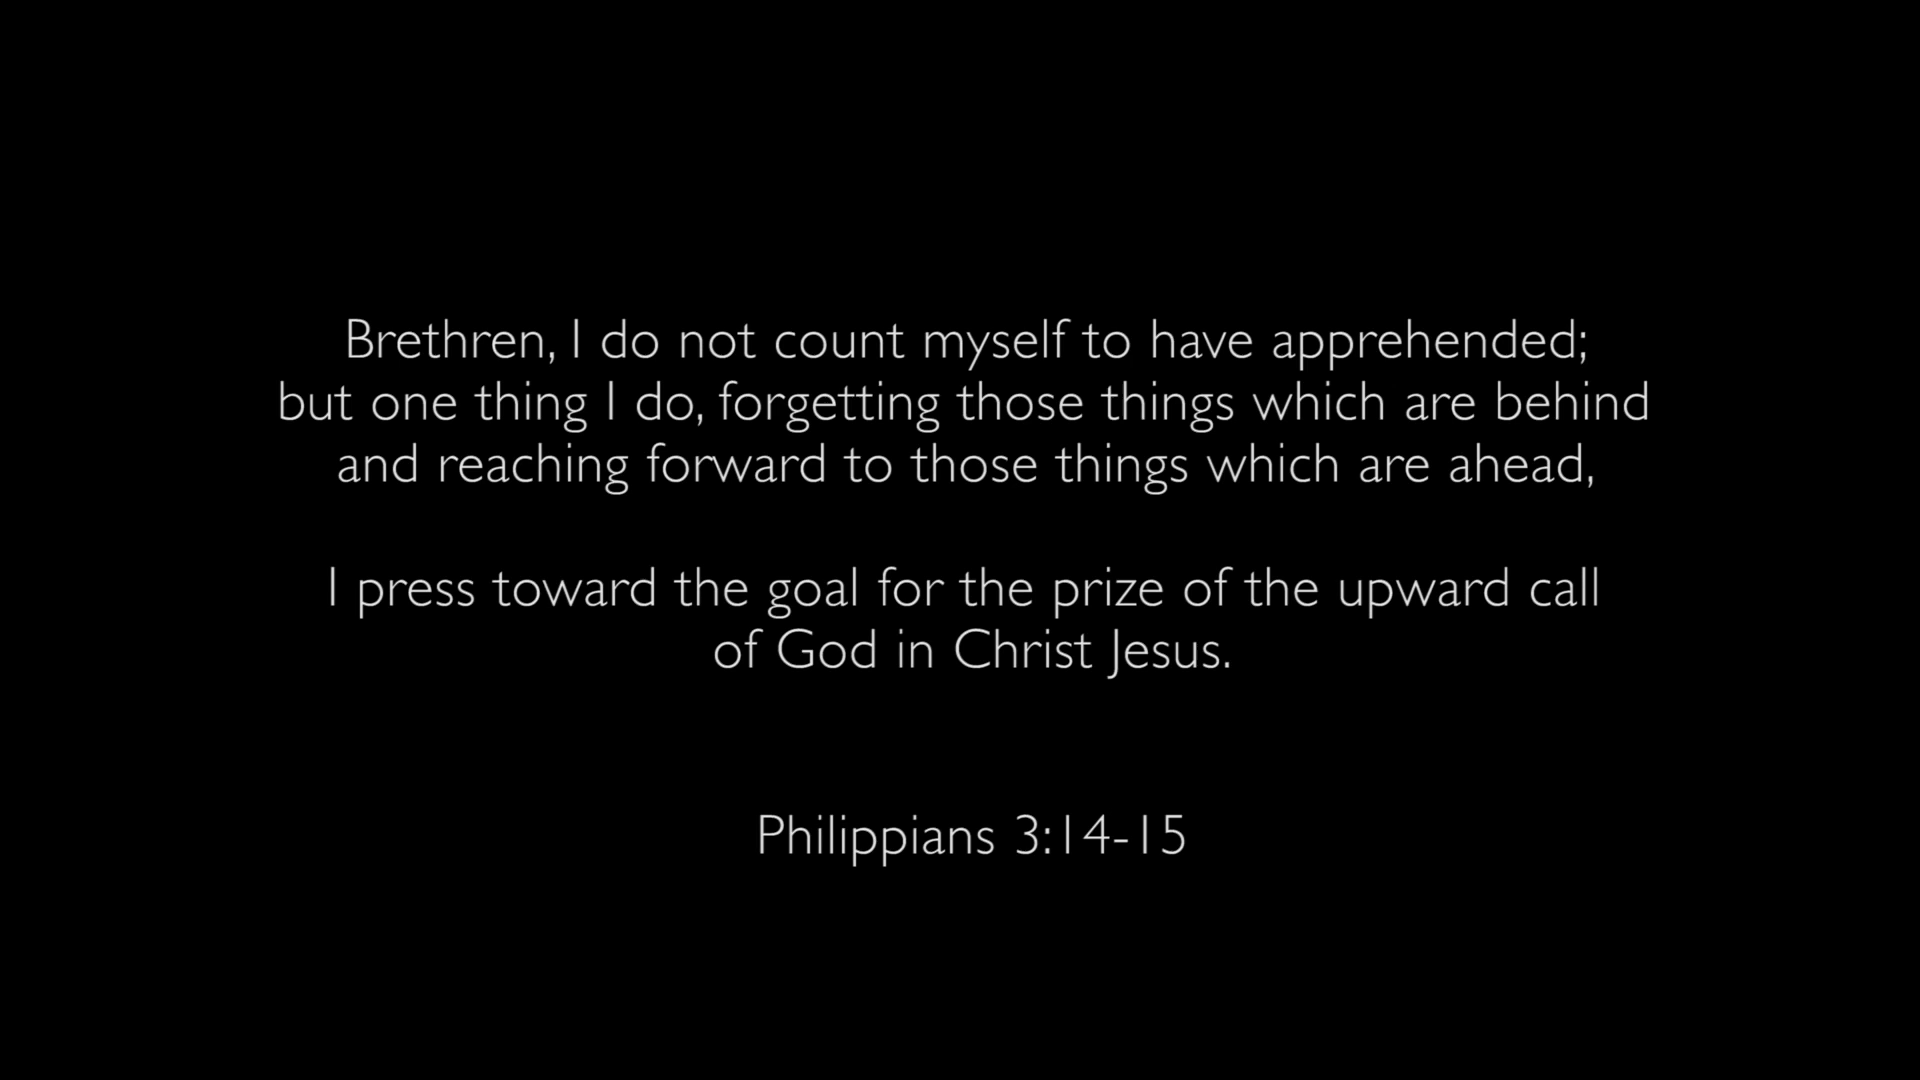 Brethren, I do not count myself to have apprehended;
but one thing I do, forgetting those things which are behind
and reaching forward to those things which are ahead,
I press toward the goal for the prize of the upward call
of God in Christ Jesus.
Philippians 3:14-15